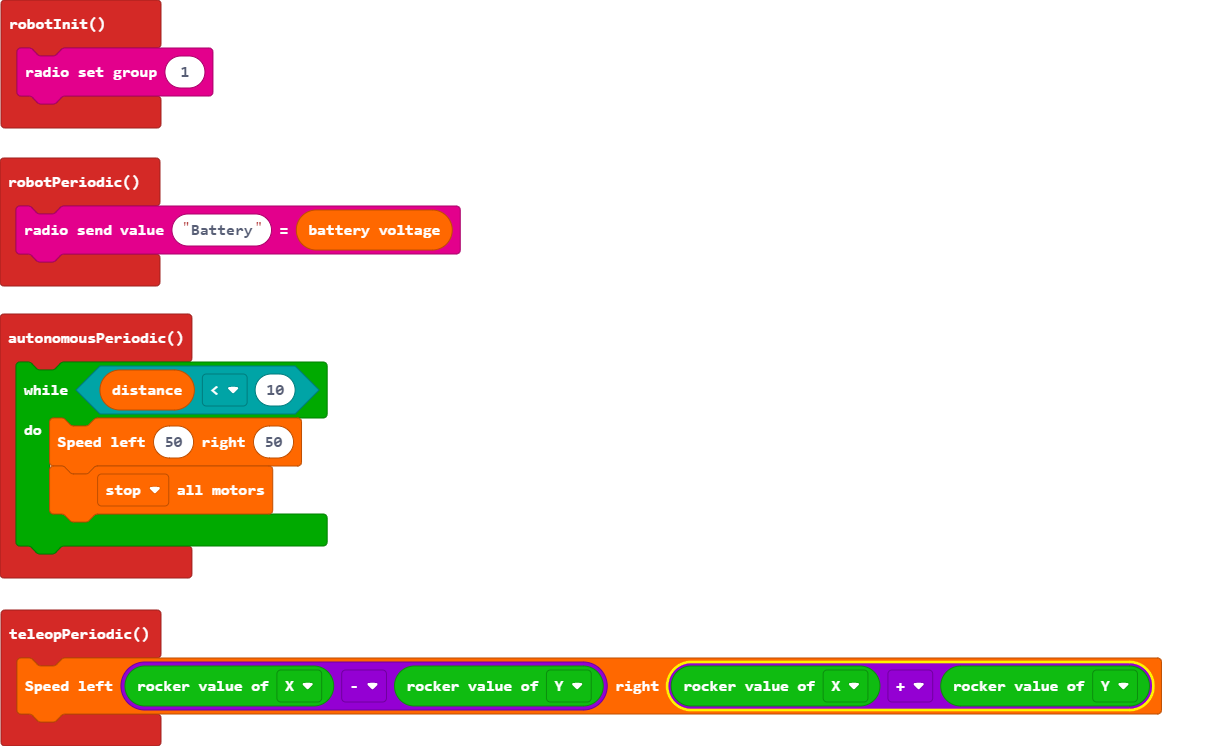 robotInit()
radio set group 1
robotPeriodic()
radio send value "Battery" = battery voltage
autonomousPeriodic()
while distance < 10
do
Speed left 50 right 50
stop all motors
teleopPeriodic()
Speed left rocker value of X - rocker value of Y right rocker value of X + rocker value of Y